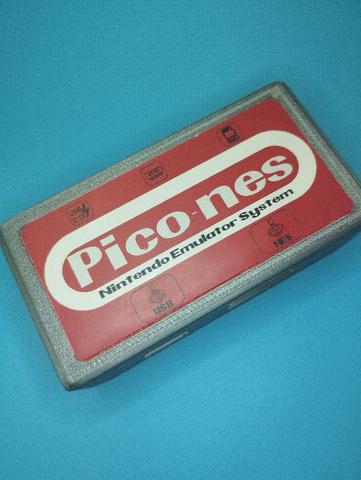 Pico-nes
Nintendo Emulator System
USB
NES